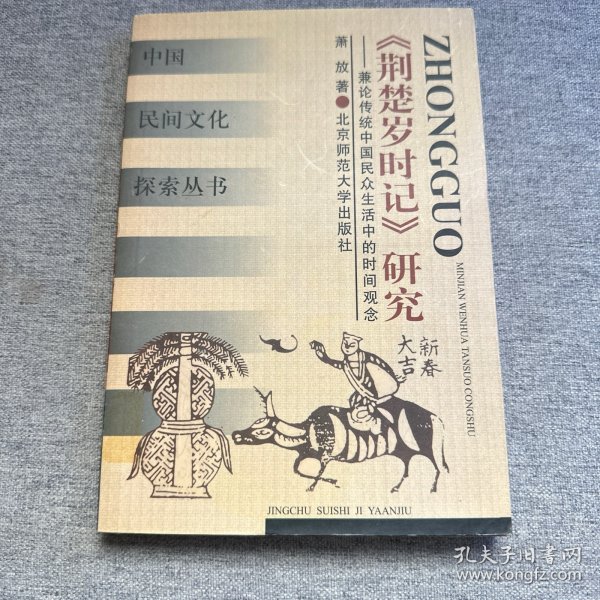 中国
民间文化
探索丛书
ZHONGGUO
MINJIAN WENHUA TANSUO CONGSHU
《荆楚岁时记》研究
——兼论传统中国民众生活中的时间观念
萧放著●北京师范大学出版社
新春
大吉
JINGCHU SUISHI JI YAANJIU
孔夫子旧书网
www.kongfz.com